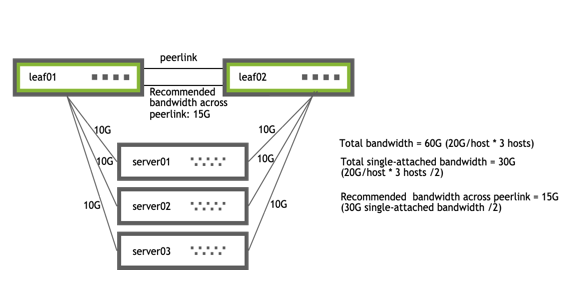 peerlink
leaf01
leaf02
Recommended
bandwidth across
peerlink: 15G
10G
10G
10G
10G
10G
10G
server01
server02
server03
Total bandwidth = 60G (20G/host * 3 hosts)
Total single-attached bandwidth = 30G
(20G/host * 3 hosts /2)
Recommended bandwidth across peerlink = 15G
(30G single-attached bandwidth /2)